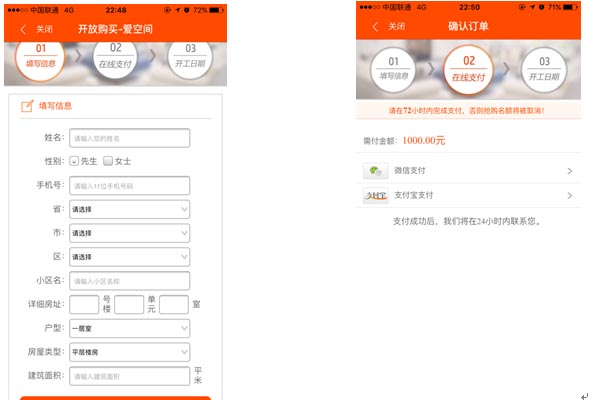 中国联通 4G 22:48 72%
关闭 开放购买-爱空间
01 02 03
填写信息 在线支付 开工日期
填写信息
姓名: 请输入您的姓名
性别: 先生 女士
手机号: 请输入11位手机号码
省: 请选择
市: 请选择
区: 请选择
小区名: 请输入小区名称
详细房址: 号楼 单元 室
户型: 一居室
房屋类型: 平层楼房
建筑面积: 请输入建筑面积 平米
中国联通 4G 22:50 71%
关闭 确认订单
01 02 03
填写信息 在线支付 开工日期
请在72小时内完成支付，否则抢购名额将被取消！
需付金额: 1000.00元
微信支付
支付宝 支付宝支付
支付成功后，我们将在24小时内联系您。